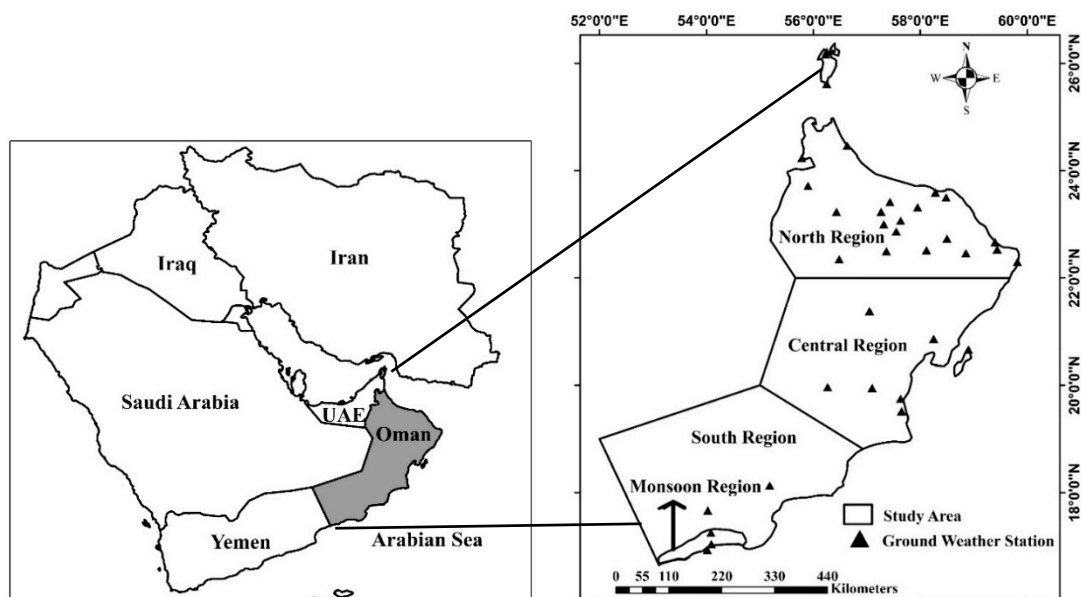 Iran
Iraq
Saudi Arabia
UAE
Oman
Yemen
Arabian Sea
52°0'0"E 54°0'0"E 56°0'0"E 58°0'0"E 60°0'0"E
26°0'0"N
24°0'0"N
22°0'0"N
20°0'0"N
18°0'0"N
N
W E
S
North Region
Central Region
South Region
Monsoon Region
Study Area
Ground Weather Station
0 55 110 220 330 440
Kilometers